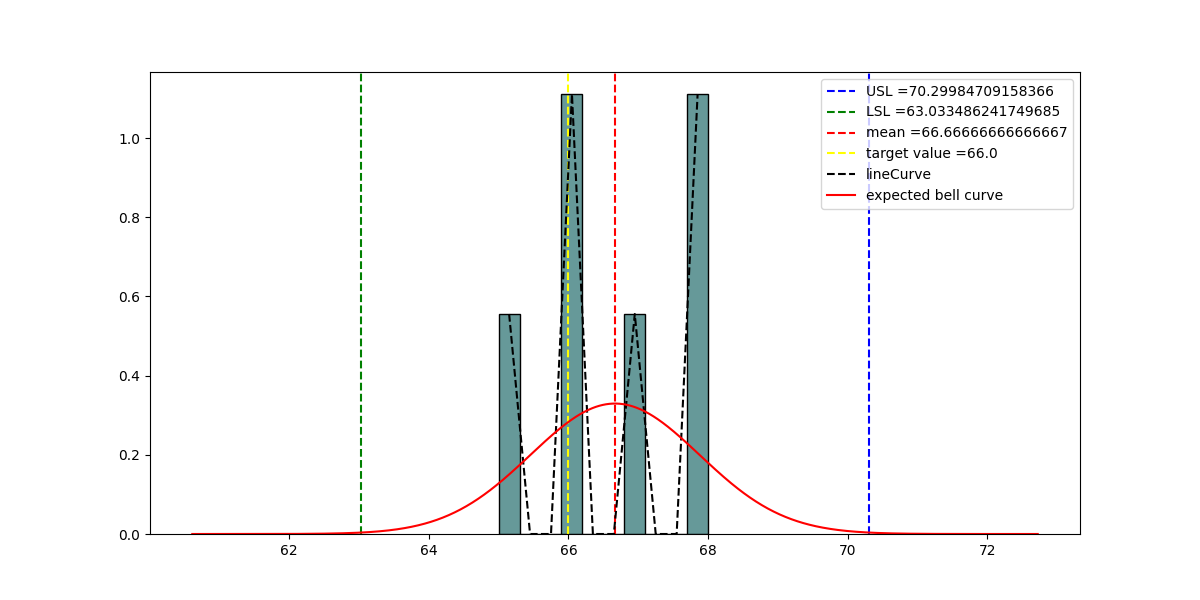 USL =70.29984709158366
LSL =63.033486241749685
mean =66.66666666666667
target value =66.0
lineCurve
expected bell curve
1.0
0.8
0.6
0.4
0.2
0.0
62 64 66 68 70 72